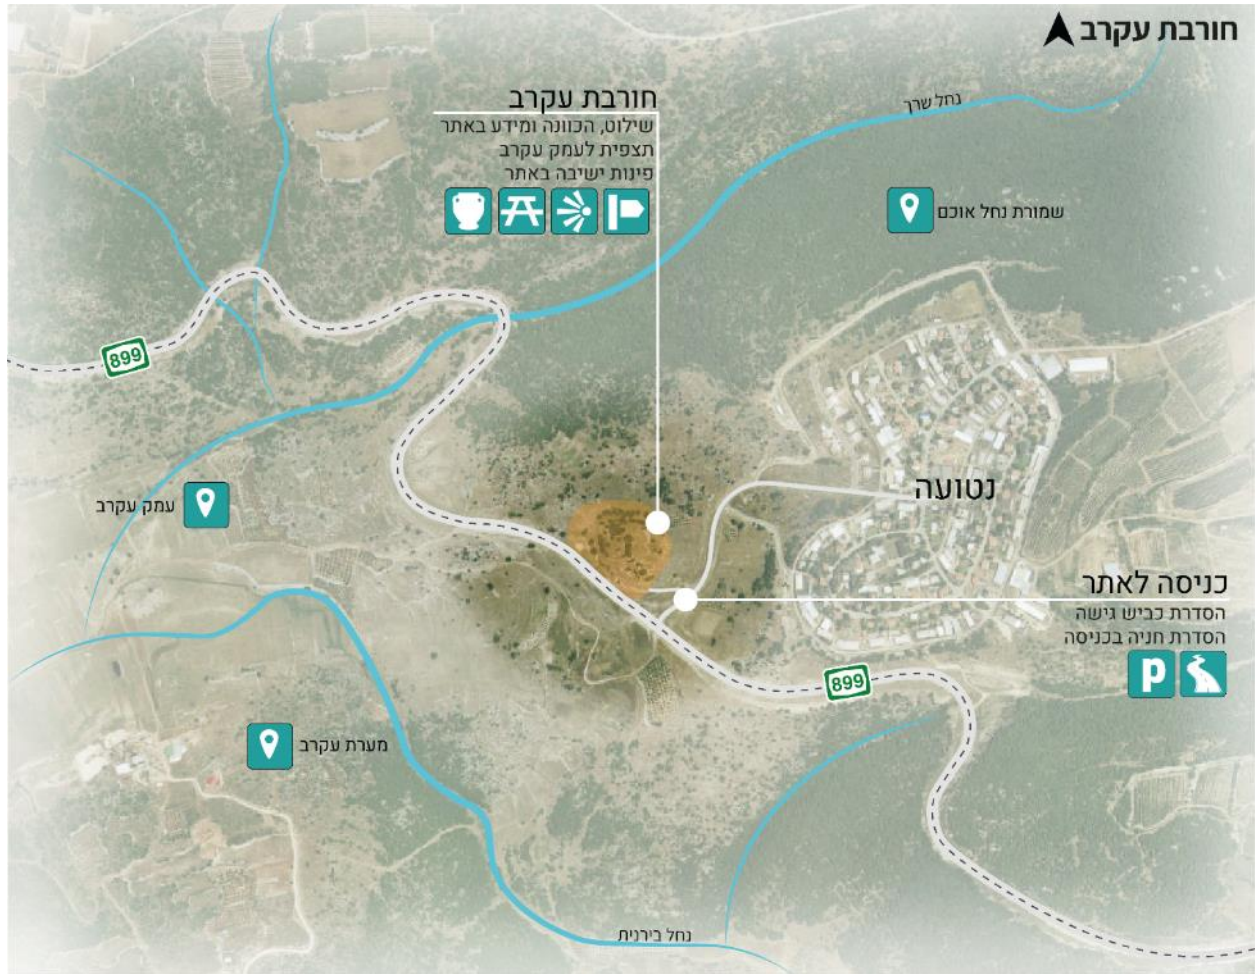 חורבת עקרב
נחל שרך
חורבת עקרב
שילוט, הכוונה ומידע באתר
תצפית לעמק עקרב
פינות ישיבה באתר
שמורת נחל אוכם
899
עמק עקרב
נטועה
כניסה לאתר
הסדרת כביש גישה
הסדרת חניה בכניסה
P
899
מערת עקרב
נחל בירנית